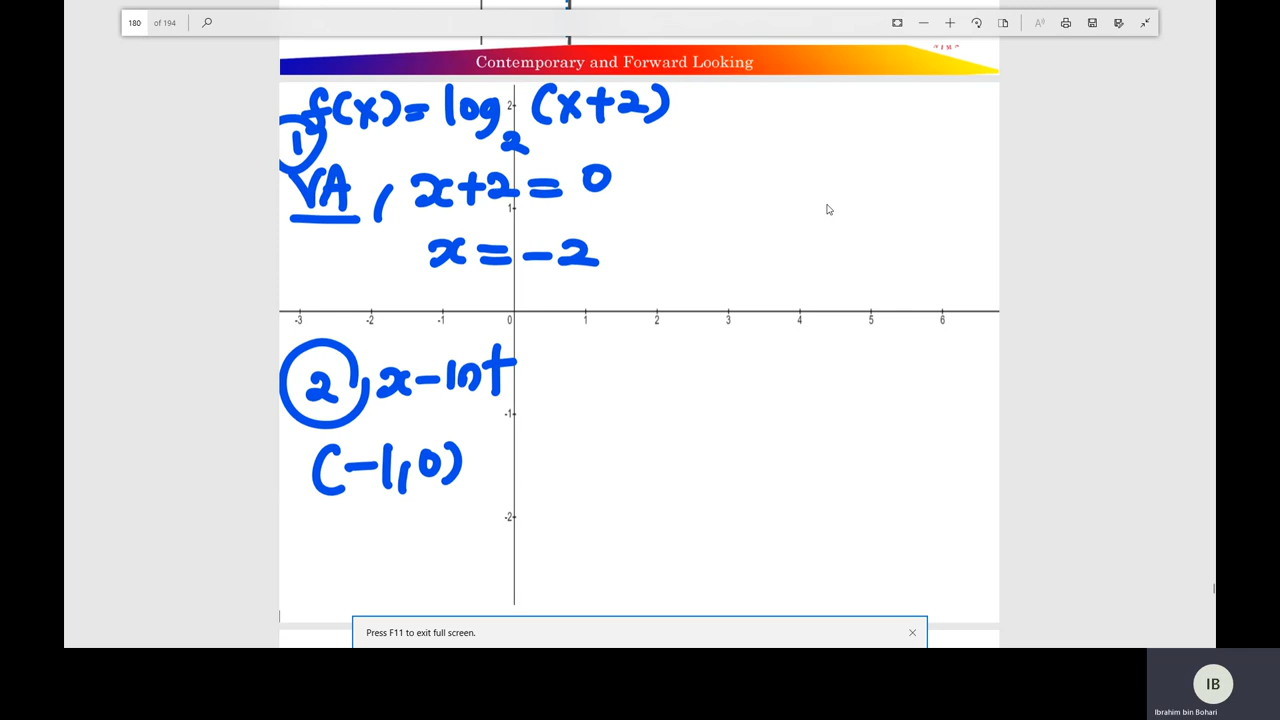 180 of 194
Contemporary and Forward Looking
f(x) = log₂ (x+2)
1
VA, x+2 = 0
x = -2
2
1
-3 -2 -1 0 1 2 3 4 5 6
-1
-2
2, x-int
(-1, 0)
Press F11 to exit full screen.
IB
Ibrahim bin Bohari